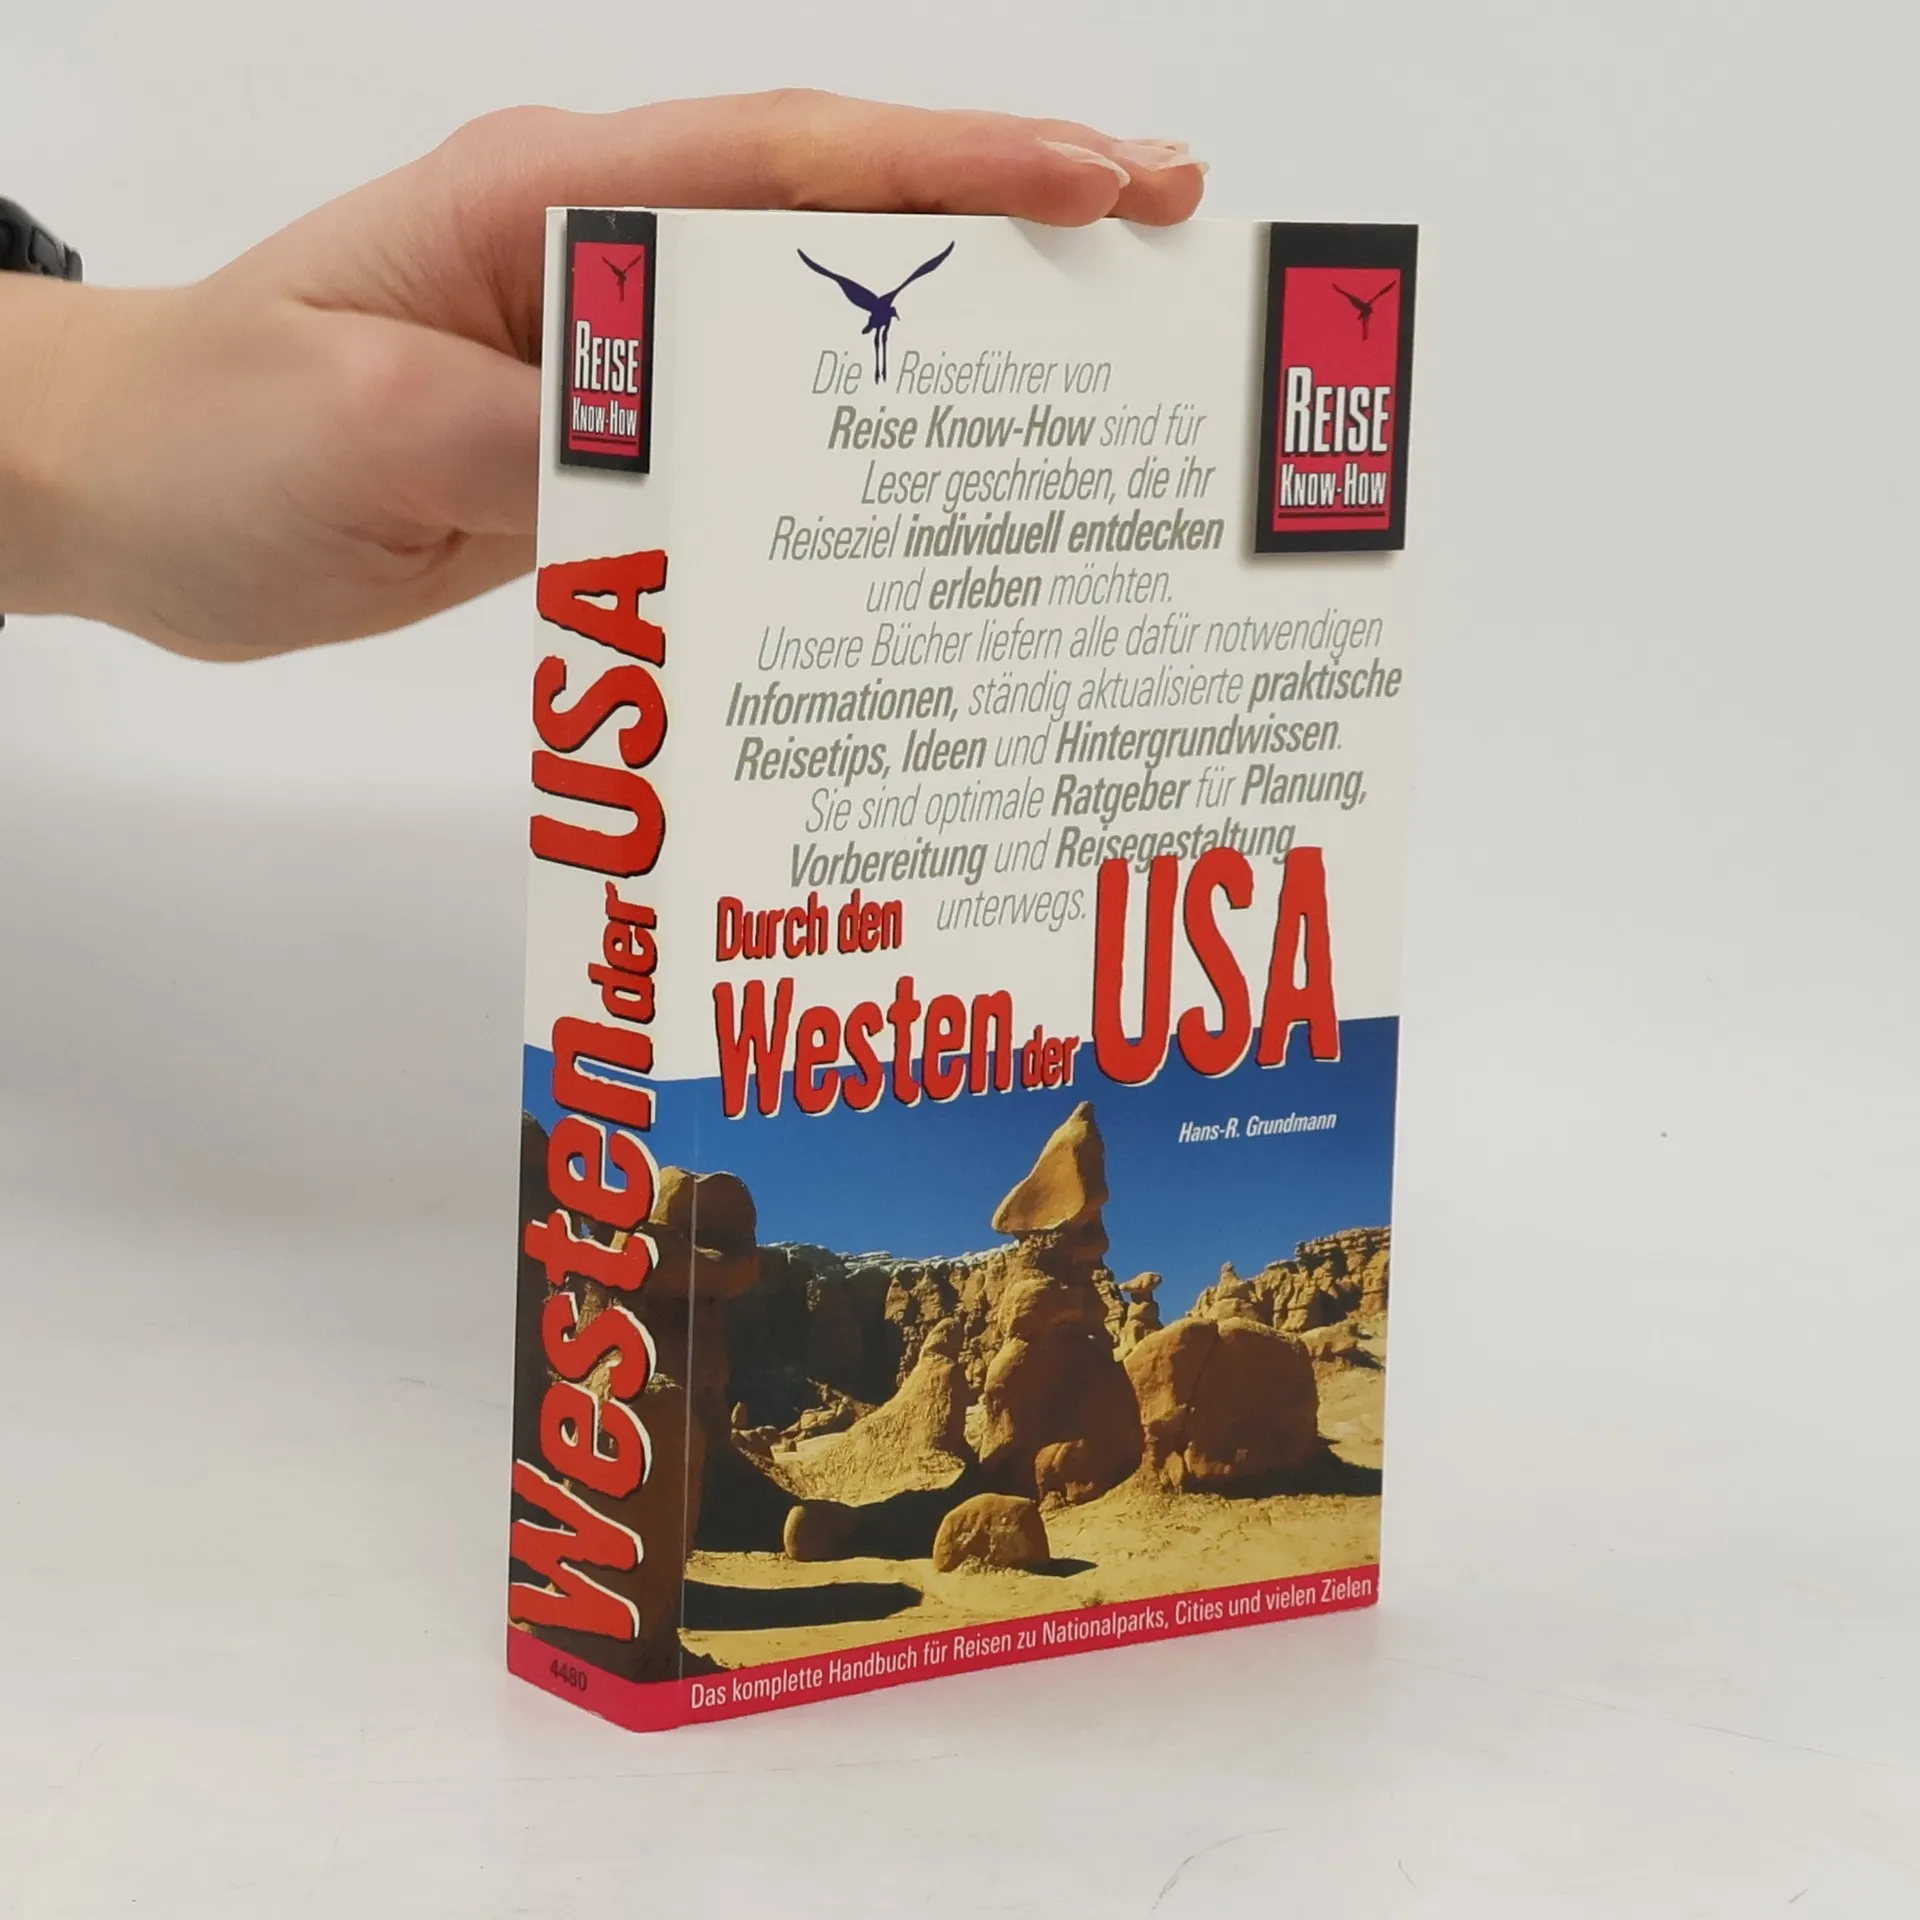 REISE
KNOW-HOW
Westen der USA
4480
Die Reiseführer von
Reise Know-How sind für
Leser geschrieben, die ihr
Reiseziel individuell entdecken
und erleben möchten.
Unsere Bücher liefern alle dafür notwendigen
Informationen, ständig aktualisierte praktische
Reisetips, Ideen und Hintergrundwissen.
Sie sind optimale Ratgeber für Planung,
Vorbereitung und Reisegestaltung
unterwegs.
REISE
KNOW-HOW
Durch den
Westen der USA
Hans-R. Grundmann
Das komplette Handbuch für Reisen zu Nationalparks, Cities und vielen Zielen